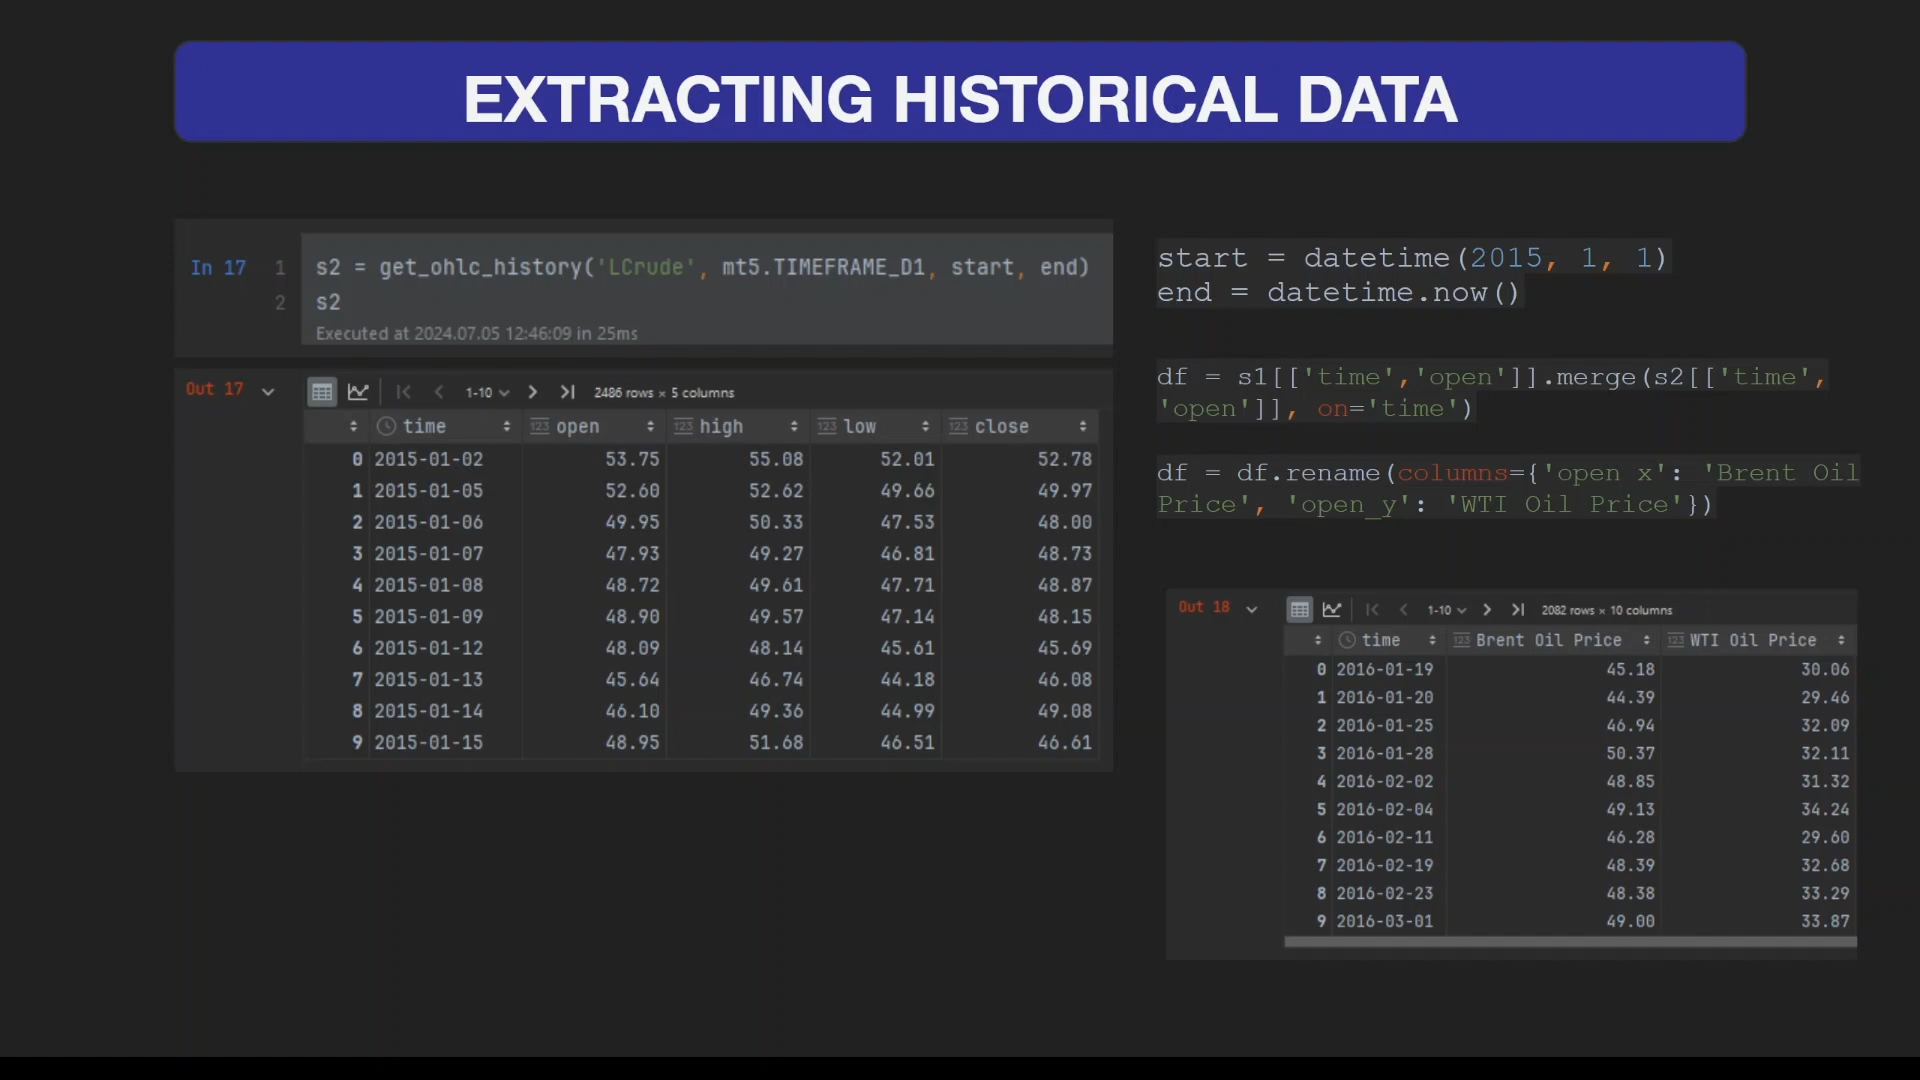 EXTRACTING HISTORICAL DATA
In 17 1 s2 = get_ohlc_history('LCrude', mt5.TIMEFRAME_D1, start, end)
2 s2
Executed at 2024.07.05 12:46:09 in 25ms
Out 17 1-10 2486 rows × 5 columns
time 123 open 123 high 123 low 123 close
0 2015-01-02 53.75 55.08 52.01 52.78
1 2015-01-05 52.60 52.62 49.66 49.97
2 2015-01-06 49.95 50.33 47.53 48.00
3 2015-01-07 47.93 49.27 46.81 48.73
4 2015-01-08 48.72 49.61 47.71 48.87
5 2015-01-09 48.90 49.57 47.14 48.15
6 2015-01-12 48.09 48.14 45.61 45.69
7 2015-01-13 45.64 46.74 44.18 46.08
8 2015-01-14 46.10 49.36 44.99 49.08
9 2015-01-15 48.95 51.68 46.51 46.61
start = datetime(2015, 1, 1)
end = datetime.now()
df = s1[['time','open']].merge(s2[['time',
'open']], on='time')
df = df.rename(columns={'open x': 'Brent Oil
Price', 'open_y': 'WTI Oil Price'})
Out 18 1-10 2082 rows × 10 columns
time 123 Brent Oil Price 123 WTI Oil Price
0 2016-01-19 45.18 30.06
1 2016-01-20 44.39 29.46
2 2016-01-25 46.94 32.09
3 2016-01-28 50.37 32.11
4 2016-02-02 48.85 31.32
5 2016-02-04 49.13 34.24
6 2016-02-11 46.28 29.60
7 2016-02-19 48.39 32.68
8 2016-02-23 48.38 33.29
9 2016-03-01 49.00 33.87